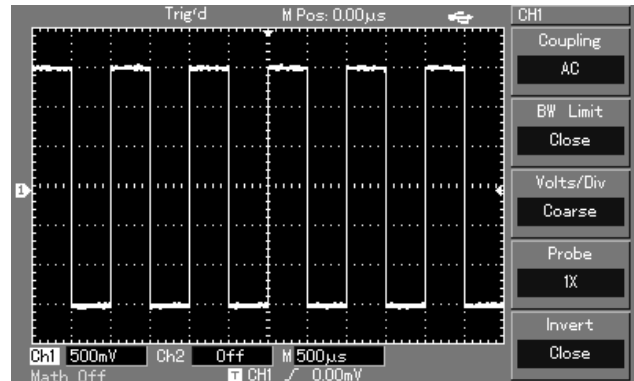 Trig'd M Pos: 0.00μs CH1
Coupling
AC
BW Limit
Close
1
Volts/Div
Coarse
Probe
1X
Invert
Close
Ch1 500mV Ch2 Off M 500μs
Math Off T CH1 0.00mV